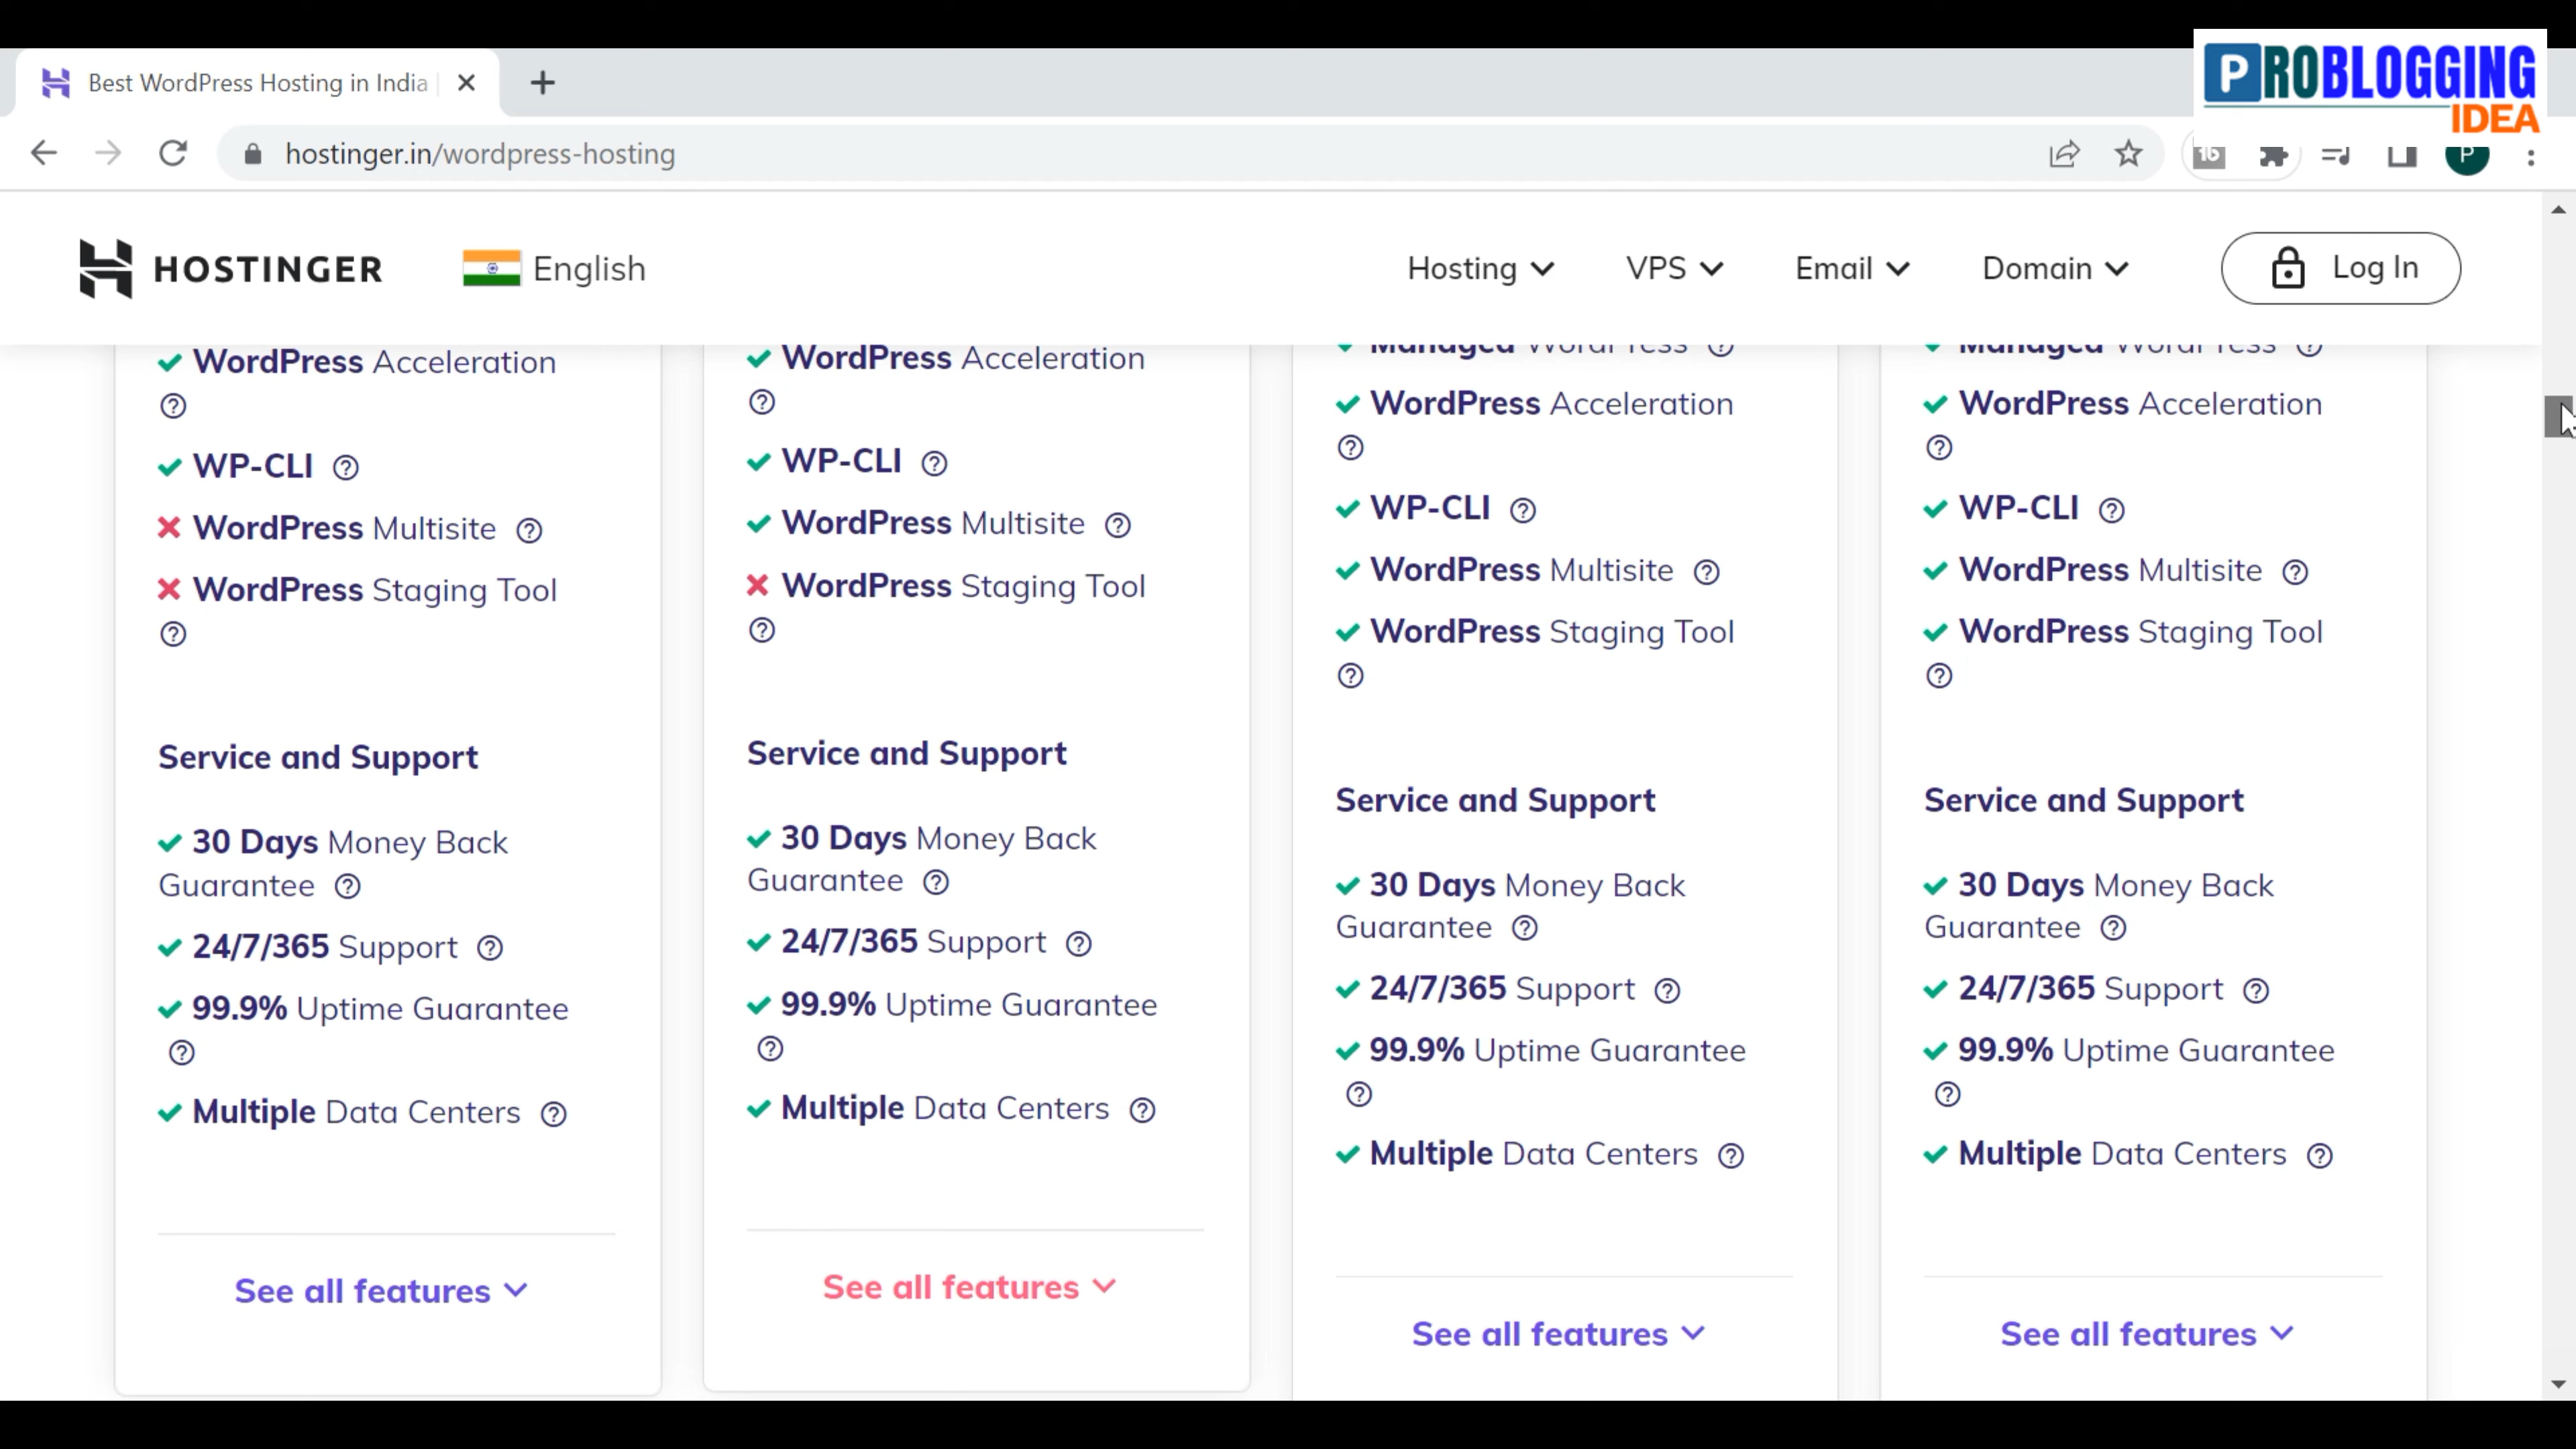 Best WordPress Hosting in India
PROBLOGGING
IDEA
hostinger.in/wordpress-hosting
P
HOSTINGER
English
Hosting
VPS
Email
Domain
Log In
WordPress Acceleration
WP-CLI
WordPress Multisite
WordPress Staging Tool
Service and Support
30 Days Money Back
Guarantee
24/7/365 Support
99.9% Uptime Guarantee
Multiple Data Centers
See all features
WordPress Acceleration
WP-CLI
WordPress Multisite
WordPress Staging Tool
Service and Support
30 Days Money Back
Guarantee
24/7/365 Support
99.9% Uptime Guarantee
Multiple Data Centers
See all features
Managed WordPress
WordPress Acceleration
WP-CLI
WordPress Multisite
WordPress Staging Tool
Service and Support
30 Days Money Back
Guarantee
24/7/365 Support
99.9% Uptime Guarantee
Multiple Data Centers
See all features
Managed WordPress
WordPress Acceleration
WP-CLI
WordPress Multisite
WordPress Staging Tool
Service and Support
30 Days Money Back
Guarantee
24/7/365 Support
99.9% Uptime Guarantee
Multiple Data Centers
See all features